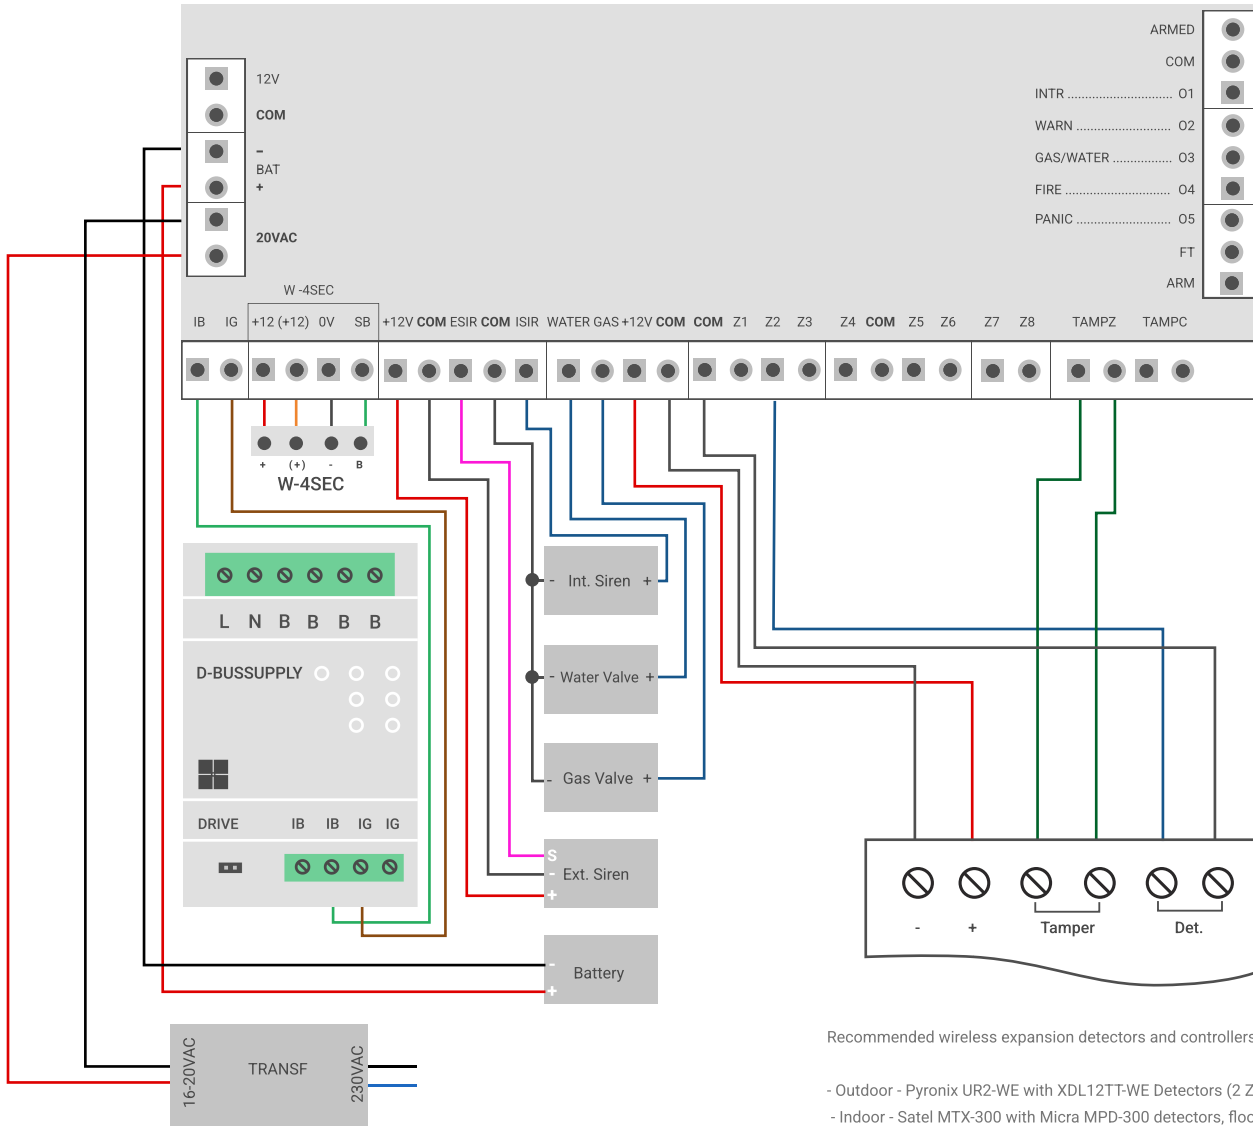 ARMED
COM
INTR ................................ O1
WARN ............................. O2
GAS/WATER .................. O3
FIRE ................................ O4
PANIC ............................. O5
FT
ARM
12V
COM
-
BAT
+
20VAC
W -4SEC
IB IG +12 (+12) 0V SB +12V COM ESIR COM ISIR WATER GAS +12V COM COM Z1 Z2 Z3 Z4 COM Z5 Z6 Z7 Z8 TAMPZ TAMPC
+ (+) - B
W-4SEC
L N B B B B
D-BUSSUPPLY
DRIVE IB IB IG IG
- Int. Siren +
- Water Valve +
- Gas Valve +
S
- Ext. Siren
+
-
Battery
+
- + Tamper Det.
16-20VAC TRANSF 230VAC
Recommended wireless expansion detectors and controllers
- Outdoor - Pyronix UR2-WE with XDL12TT-WE Detectors (2 Z
- Indoor - Satel MTX-300 with Micra MPD-300 detectors, floo